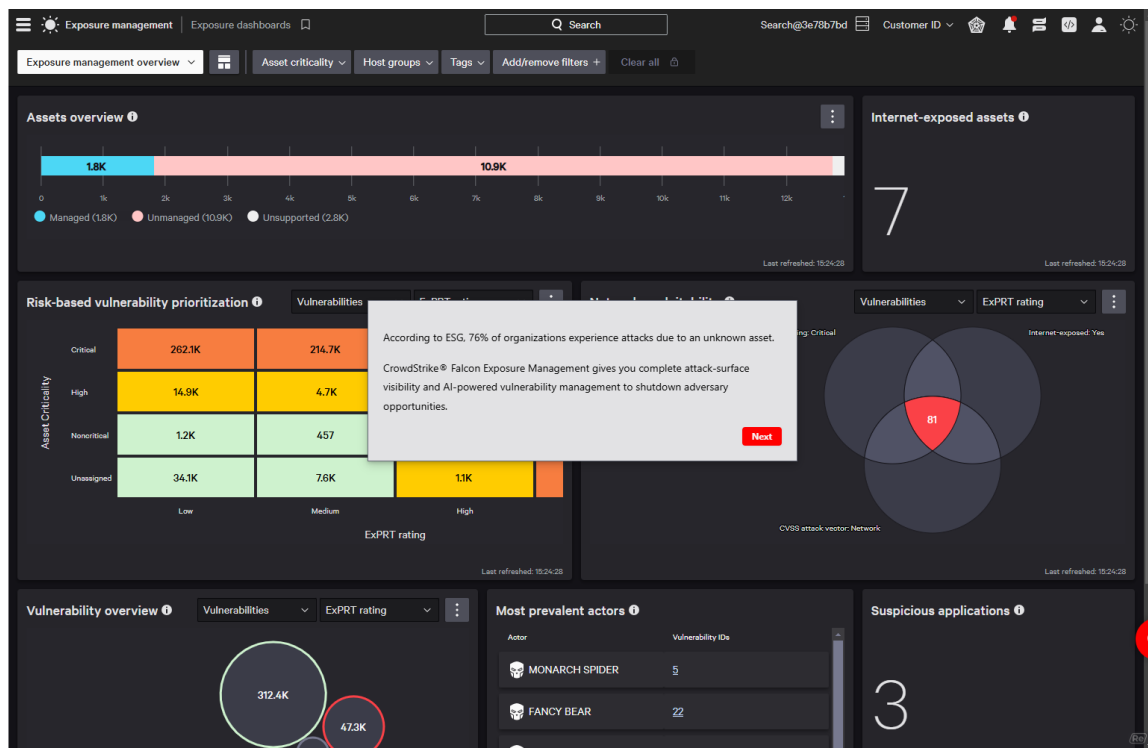 Exposure management
Exposure dashboards
Search
Search@3e78b7bd
Customer ID
Exposure management overview
Asset criticality
Host groups
Tags
Add/remove filters +
Clear all
Assets overview
1.8K
10.9K
0 1k 2k 3k 4k 5k 6k 7k 8k 9k 10k 11k 12k
Managed (1.8K) Unmanaged (10.9K) Unsupported (2.8K)
Last refreshed: 15:24:28
Internet-exposed assets
7
Last refreshed: 15:24:28
Risk-based vulnerability prioritization
Vulnerabilities
Asset Criticality
Critical 262.1K 214.7K
High 14.9K 4.7K
Noncritical 1.2K 457
Unassigned 34.1K 7.6K 1.1K
Low Medium High
ExPRT rating
Last refreshed: 15:24:28
According to ESG, 76% of organizations experience attacks due to an unknown asset.
CrowdStrike® Falcon Exposure Management gives you complete attack-surface
visibility and AI-powered vulnerability management to shutdown adversary
opportunities.
Next
Vulnerabilities
ExPRT rating
Critical
Internet-exposed: Yes
81
CVSS attack vector: Network
Last refreshed: 15:24:28
Vulnerability overview
Vulnerabilities
ExPRT rating
312.4K
47.3K
Most prevalent actors
Actor Vulnerability IDs
MONARCH SPIDER 5
FANCY BEAR 22
Suspicious applications
3